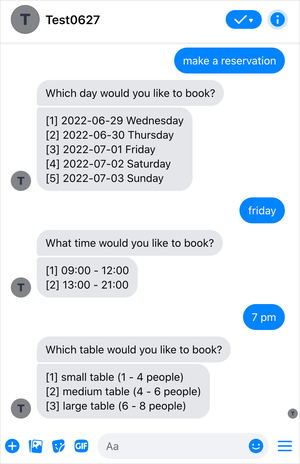 T Test0627
make a reservation
Which day would you like to book?
[1] 2022-06-29 Wednesday
[2] 2022-06-30 Thursday
[3] 2022-07-01 Friday
[4] 2022-07-02 Saturday
[5] 2022-07-03 Sunday
T
friday
What time would you like to book?
[1] 09:00 - 12:00
[2] 13:00 - 21:00
T
7 pm
Which table would you like to book?
[1] small table (1 - 4 people)
[2] medium table (4 - 6 people)
[3] large table (6 - 8 people)
T
T
GIF Aa